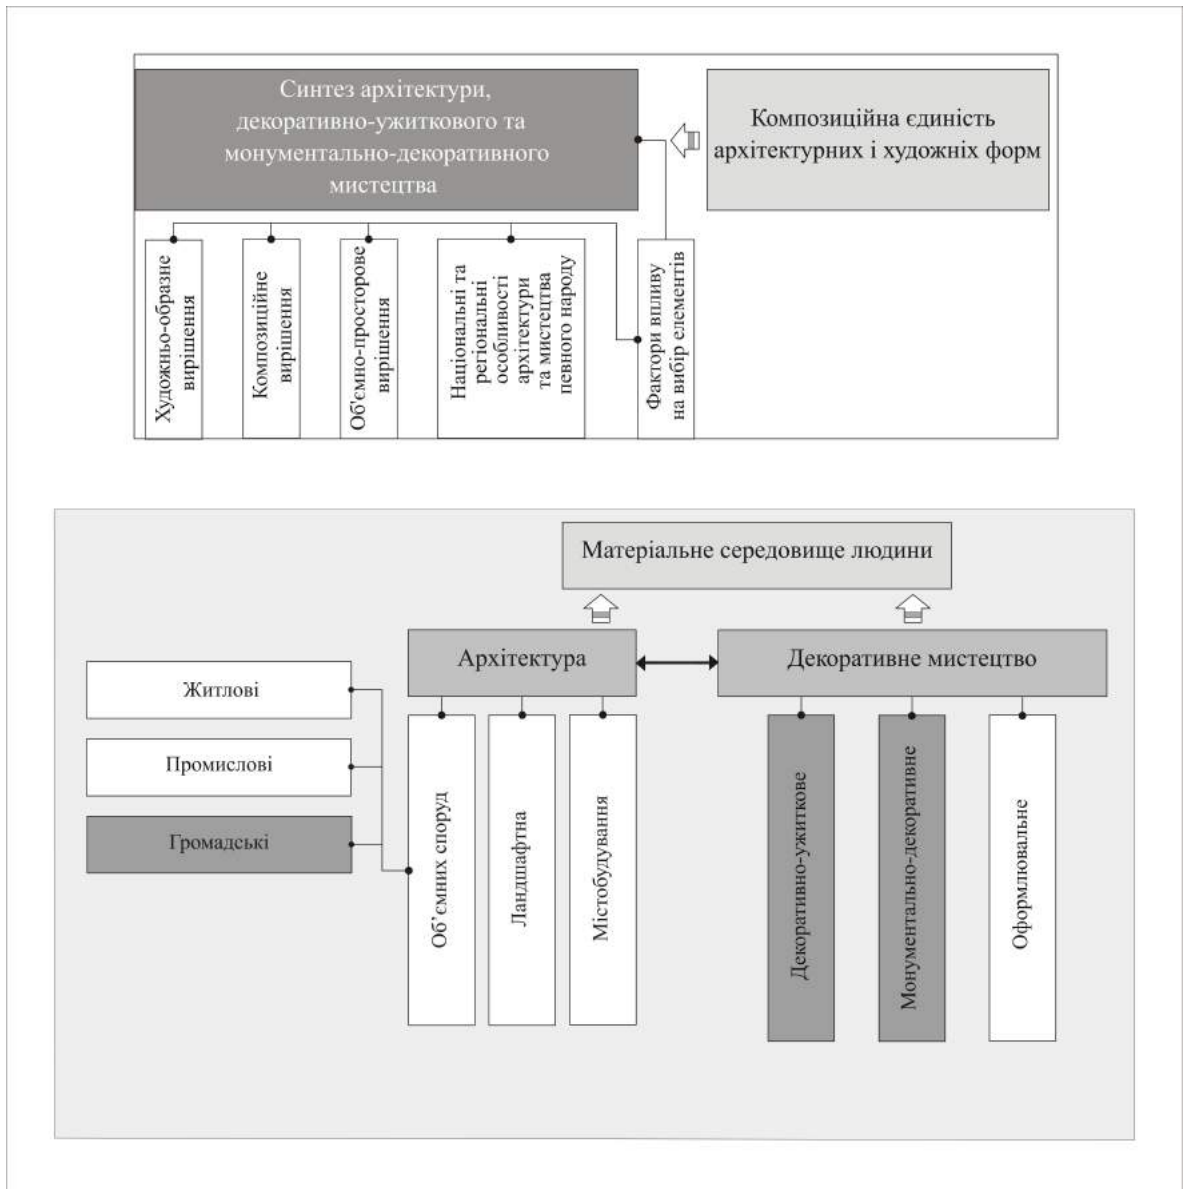 Синтез архітектури,
декоративно-ужиткового та
монументально-декоративного
мистецтва
Композиційна єдиність
архітектурних і художніх форм
Художньо-образне
вирішення
Композиційне
вирішення
Об'ємно-просторове
вирішення
Національні та
регіональні
особливості
архітектури
та мистецтва
певного народу
Фактори впливу
на вибір елементів
Матеріальне середовище людини
Архітектура
Декоративне мистецтво
Житлові
Промислові
Громадські
Об’ємних споруд
Ландшафтна
Містобудування
Декоративно-ужиткове
Монументально-декоративне
Оформлювальне